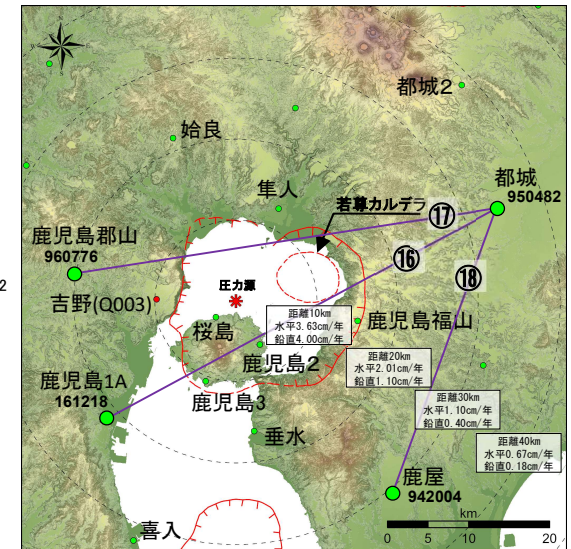 都城2
姶良
都城
950482
隼人
若尊カルデラ
⑰
鹿児島郡山
960776
⑯
⑱
2
圧力源
吉野(Q003)
距離10km
水平3.63cm/年
鉛直4.00cm/年
鹿児島福山
桜島
鹿児島2
距離20km
水平2.01cm/年
鉛直1.10cm/年
鹿児島1A
161218
鹿児島3
距離30km
水平1.10cm/年
鉛直0.40cm/年
垂水
距離40km
水平0.67cm/年
鉛直0.18cm/年
鹿屋
942004
喜入
km
0 5 10 20